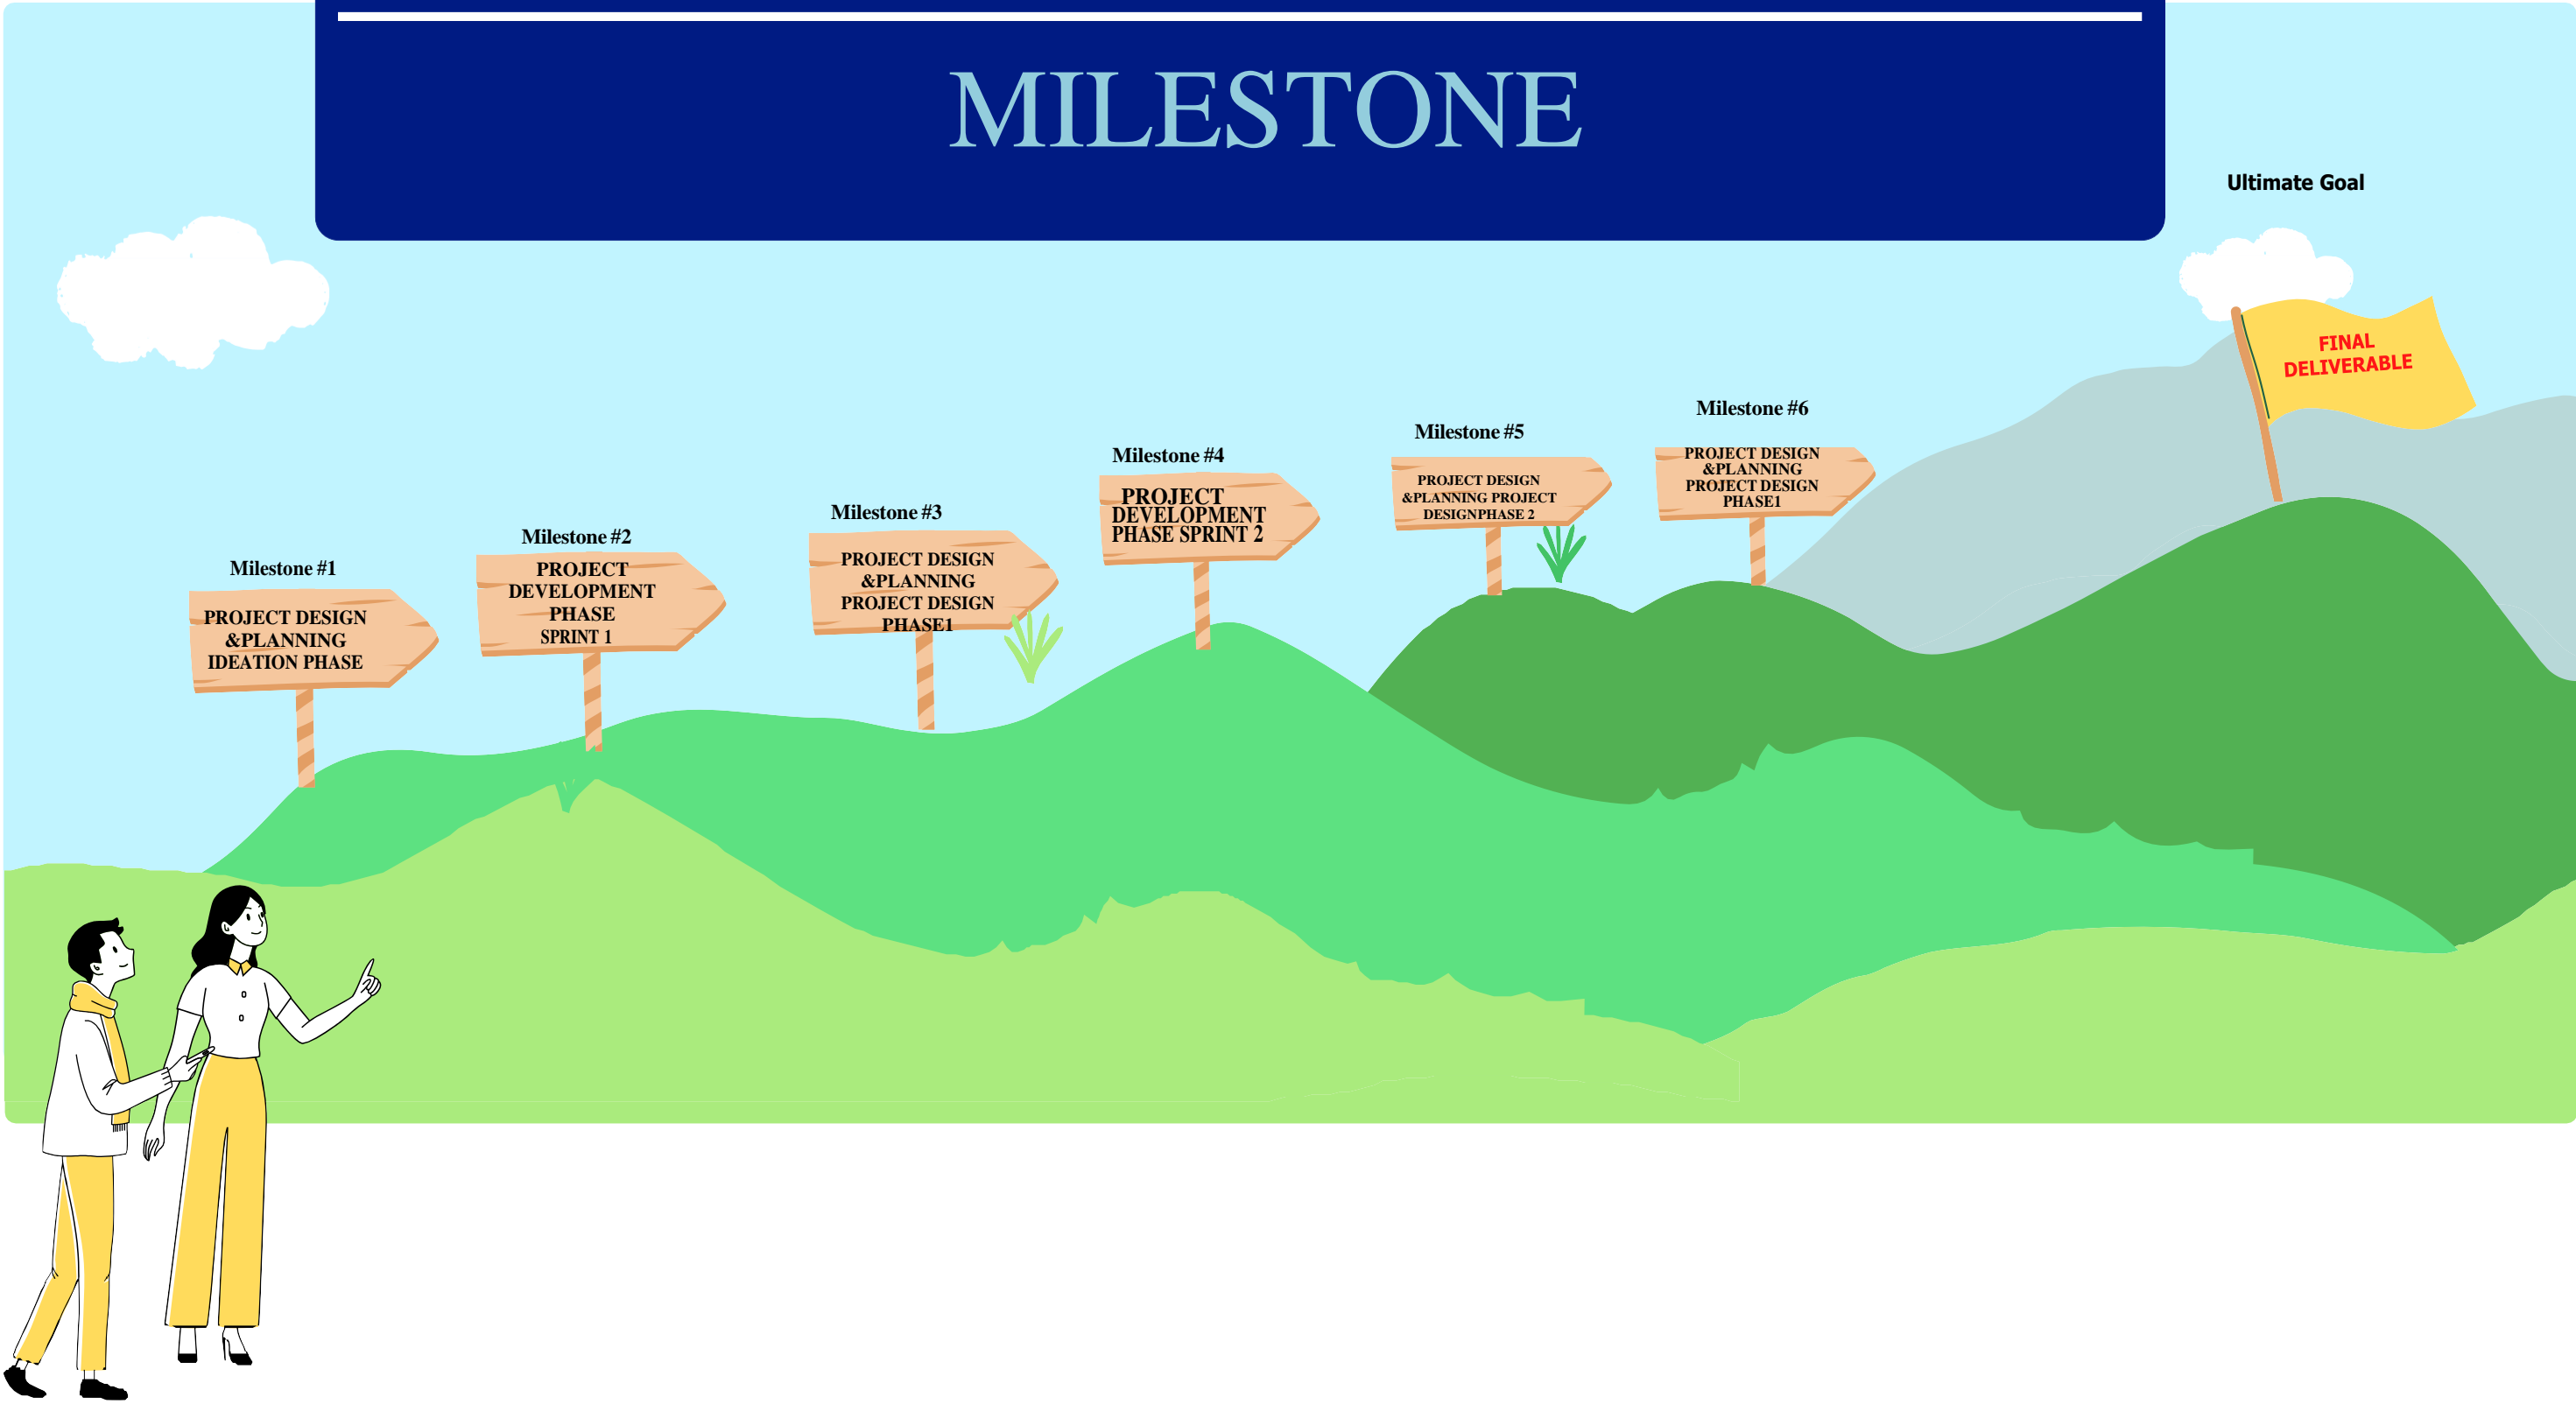 MILESTONE
Ultimate Goal
FINAL
DELIVERABLE
Milestone #1
PROJECT DESIGN
&PLANNING
IDEATION PHASE
Milestone #2
PROJECT
DEVELOPMENT
PHASE
SPRINT 1
Milestone #3
PROJECT DESIGN
&PLANNING
PROJECT DESIGN
PHASE1
Milestone #4
PROJECT
DEVELOPMENT
PHASE SPRINT 2
Milestone #5
PROJECT DESIGN
&PLANNING PROJECT
DESIGNPHASE 2
Milestone #6
PROJECT DESIGN
&PLANNING
PROJECT DESIGN
PHASE1